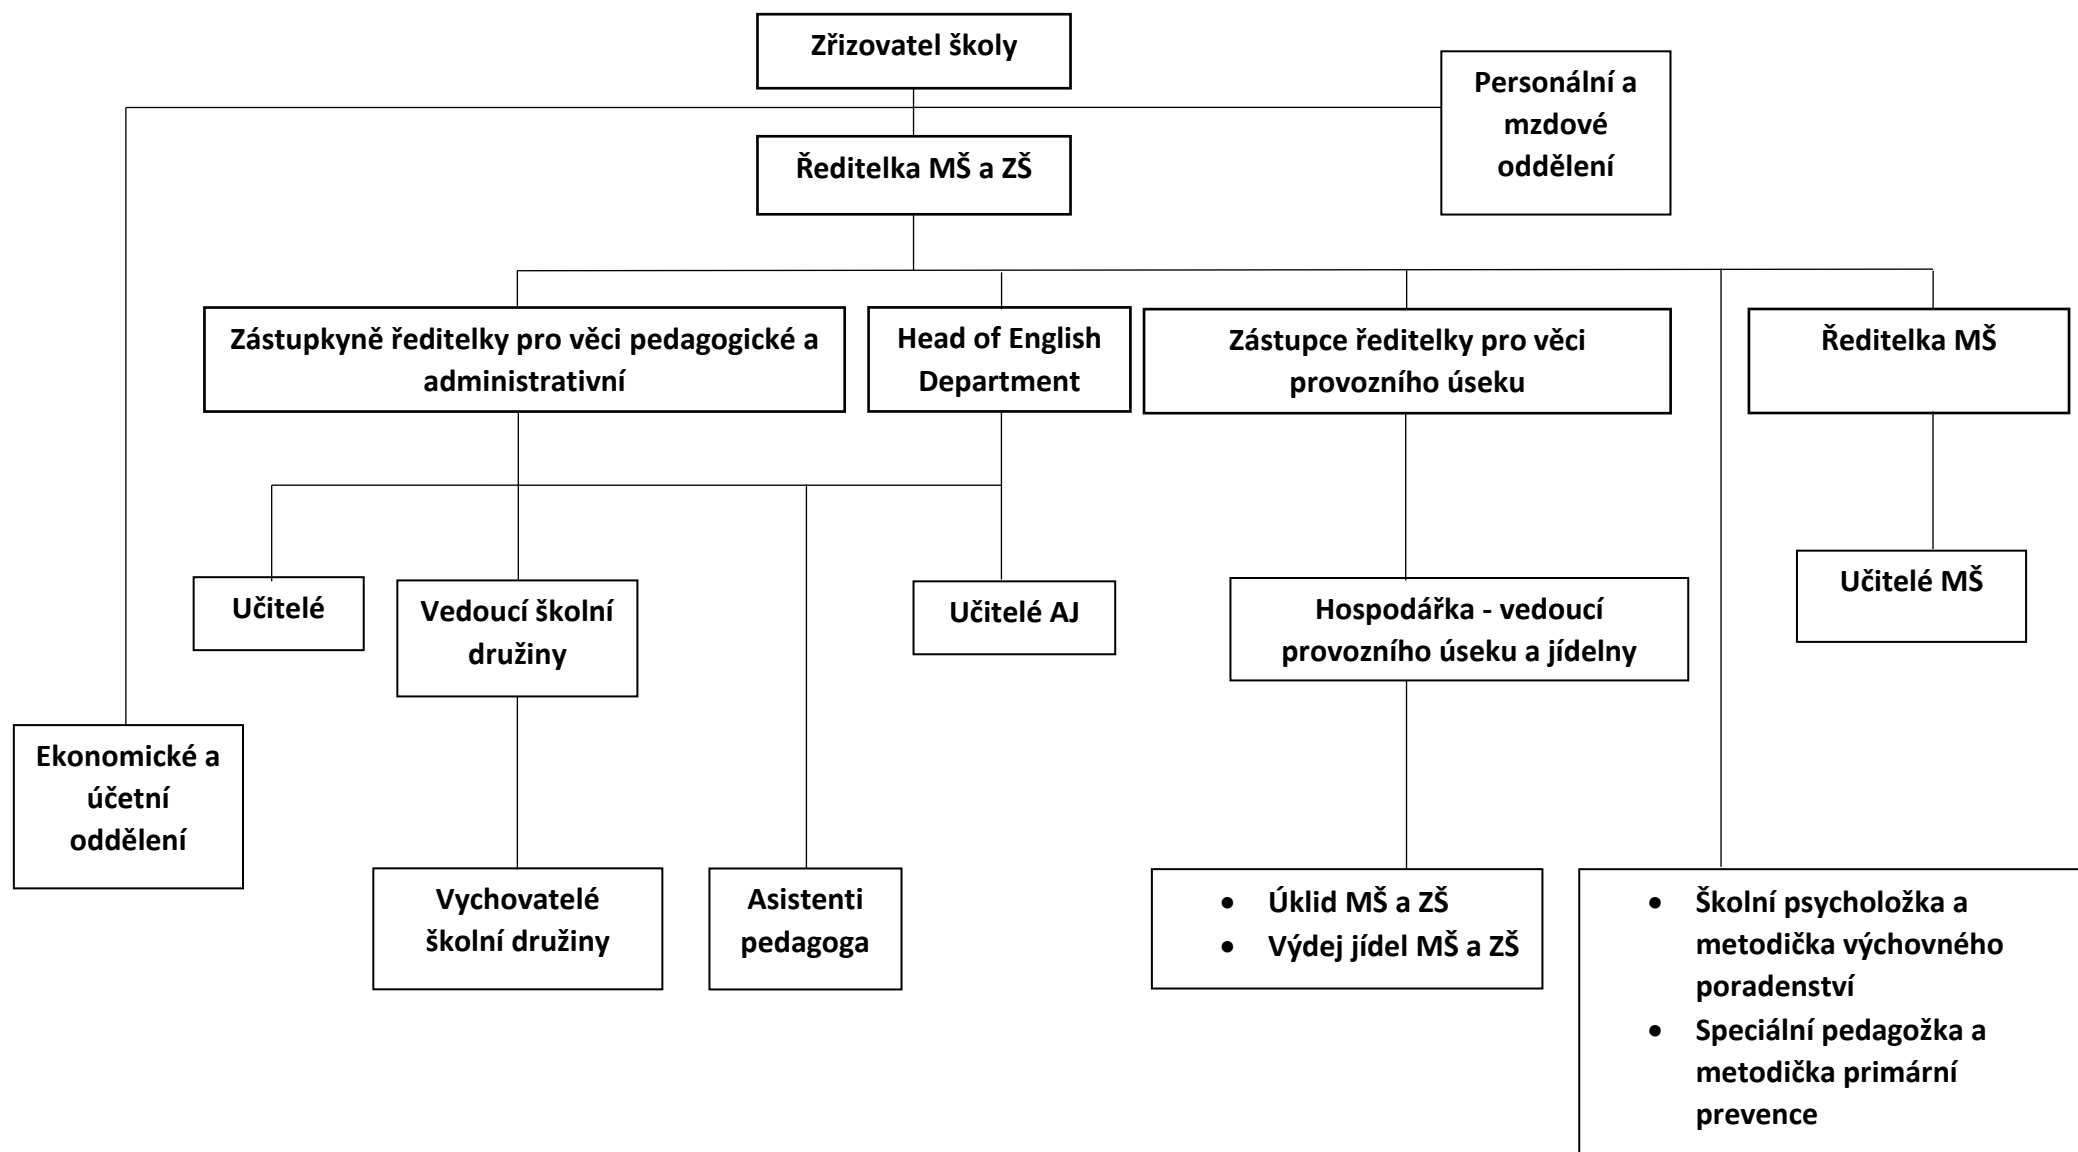 Zřizovatel školy
Personální a
mzdové
oddělení
Ředitelka MŠ a ZŠ
Zástupkyně ředitelky pro věci pedagogické a
administrativní
Head of English
Department
Zástupce ředitelky pro věci
provozního úseku
Ředitelka MŠ
Učitelé
Vedoucí školní
družiny
Učitelé AJ
Hospodářka - vedoucí
provozního úseku a jídelny
Učitelé MŠ
Ekonomické a
účetní
oddělení
Vychovatelé
školní družiny
Asistenti
pedagoga
• Úklid MŠ a ZŠ
• Výdej jídel MŠ a ZŠ
• Školní psycholožka a
metodička výchovného
poradenství
• Speciální pedagožka a
metodička primární
prevence